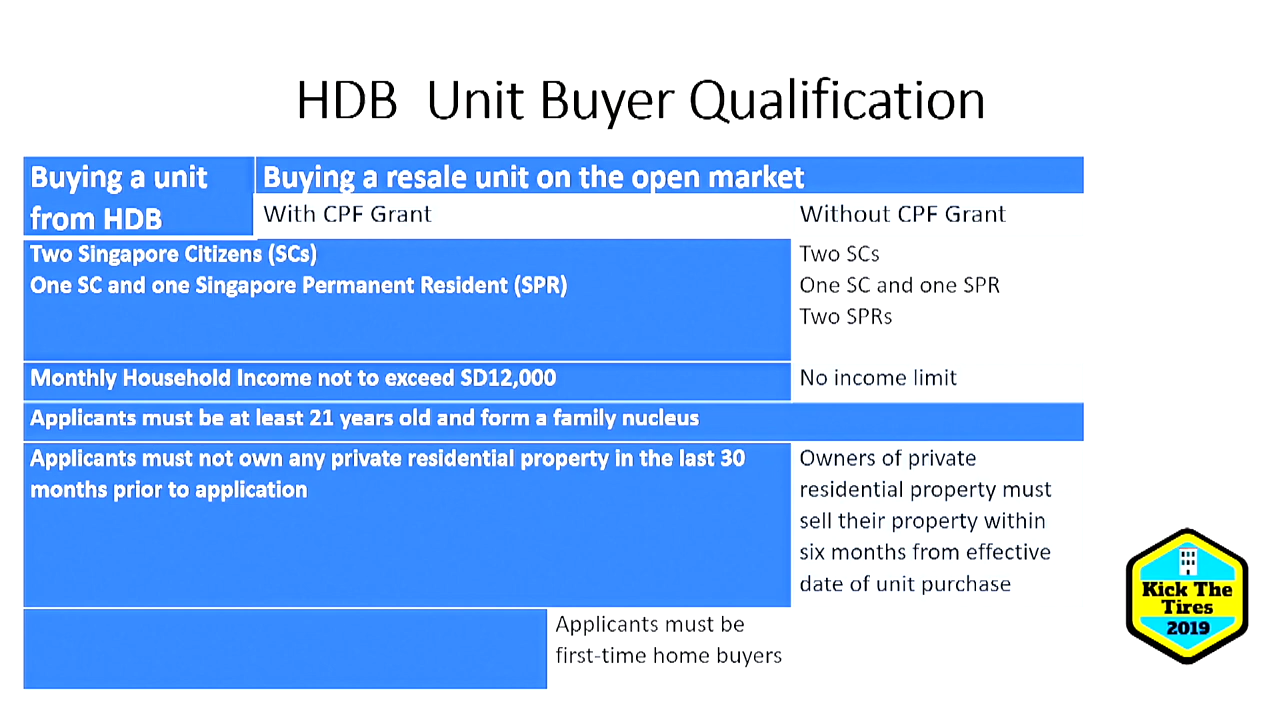 HDB Unit Buyer Qualification
Buying a unit
from HDB
Buying a resale unit on the open market
With CPF Grant
Without CPF Grant
Two Singapore Citizens (SCs)
One SC and one Singapore Permanent Resident (SPR)
Two SCs
One SC and one SPR
Two SPRs
Monthly Household Income not to exceed SD12,000
No income limit
Applicants must be at least 21 years old and form a family nucleus
Applicants must not own any private residential property in the last 30
months prior to application
Owners of private
residential property must
sell their property within
six months from effective
date of unit purchase
Applicants must be
first-time home buyers
Kick The
Tires
2019